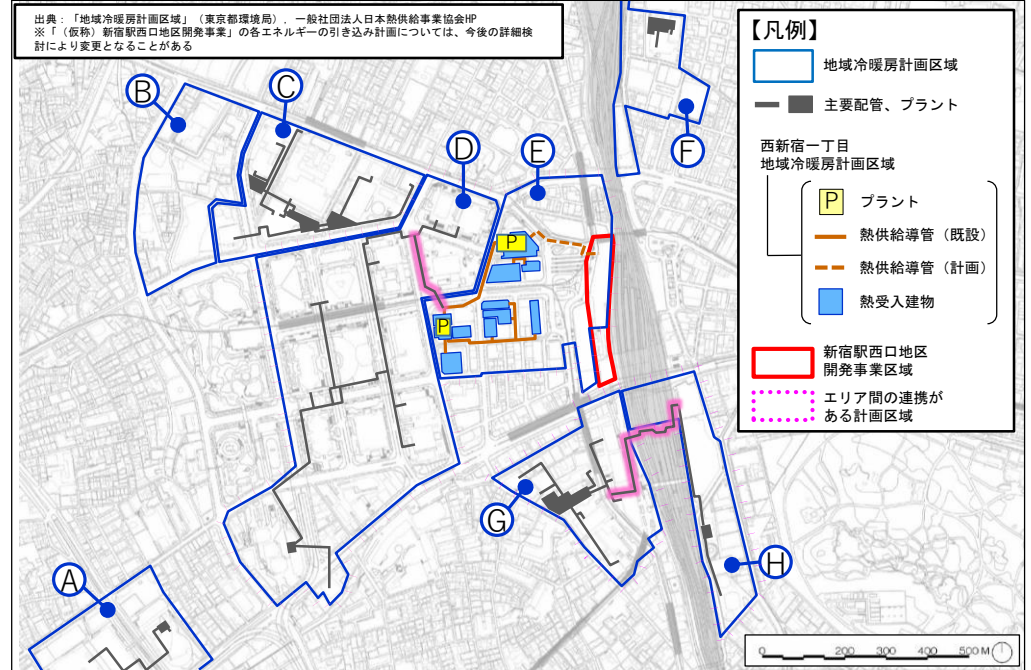 出典：「地域冷暖房計画区域」（東京都環境局），一般社団法人日本熱供給事業協会HP
※「（仮称）新宿駅西口地区開発事業」の各エネルギーの引き込み計画については、今後の詳細検
討により変更となることがある
【凡例】
地域冷暖房計画区域
主要配管、プラント
西新宿一丁目
地域冷暖房計画区域
P プラント
熱供給導管（既設）
熱供給導管（計画）
熱受入建物
新宿駅西口地区
開発事業区域
エリア間の連携が
ある計画区域
B
C
D
E
F
P
P
G
H
A
0 200 300 400 500 M